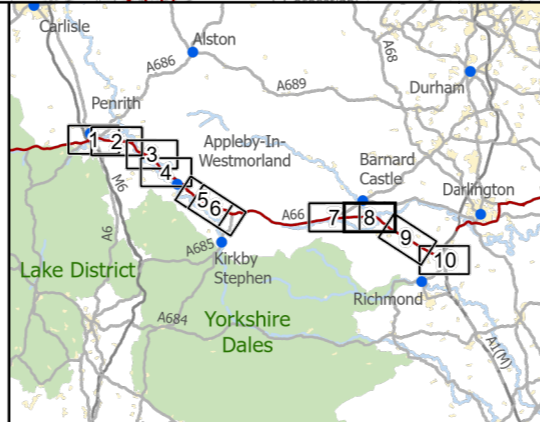 Carlisle
Alston
A686
A689
A68
Durham
Penrith
1
2
3
4
5
6
Appleby-In-
Westmorland
Barnard
Castle
Darlington
M6
A6
A66
7
8
9
10
A685
Kirkby
Stephen
Lake District
Richmond
A684
Yorkshire
Dales
A1(M)